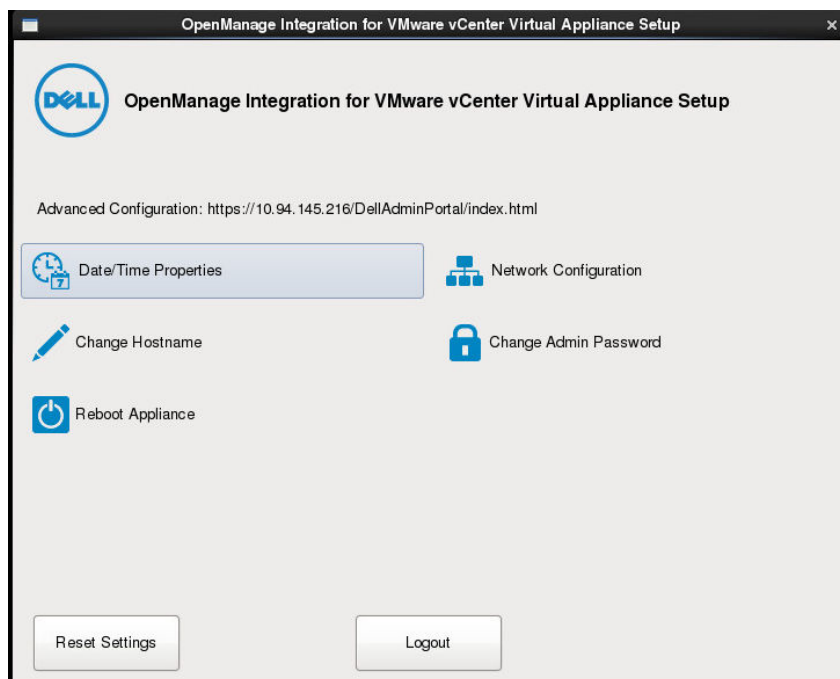 OpenManage Integration for VMware vCenter Virtual Appliance Setup
DELL
OpenManage Integration for VMware vCenter Virtual Appliance Setup
Advanced Configuration: https://10.94.145.216/DellAdminPortal/index.html
7
Date/Time Properties
Network Configuration
Change Hostname
Change Admin Password
Reboot Appliance
Reset Settings
Logout